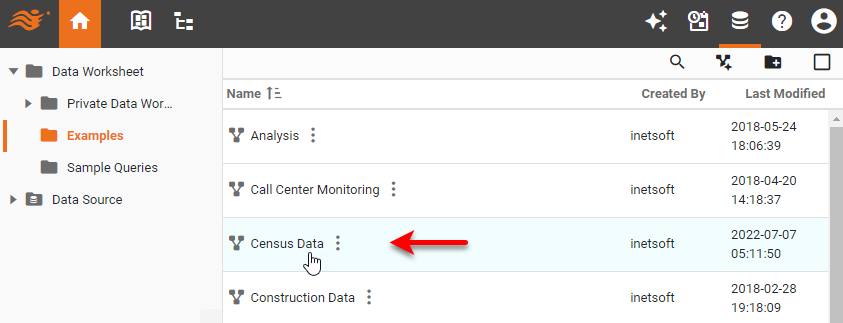 Data Worksheet
Private Data Wor...
Examples
Sample Queries
Data Source
Name Created By Last Modified
Analysis inetsoft 2018-05-24
18:06:39
Call Center Monitoring inetsoft 2018-04-20
14:18:37
Census Data inetsoft 2022-07-07
05:11:50
Construction Data inetsoft 2018-02-28
19:18:09